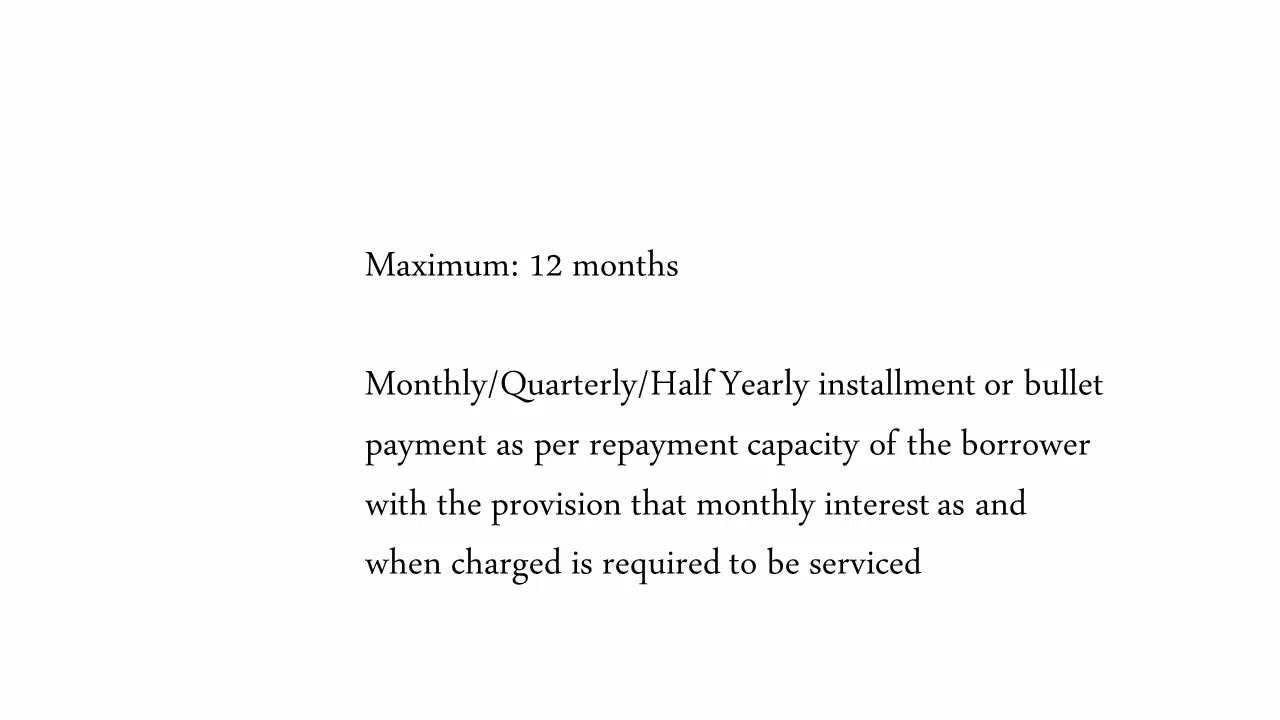 Maximum: 12 months
Monthly/Quarterly/Half Yearly installment or bullet
payment as per repayment capacity of the borrower
with the provision that monthly interest as and
when charged is required to be serviced